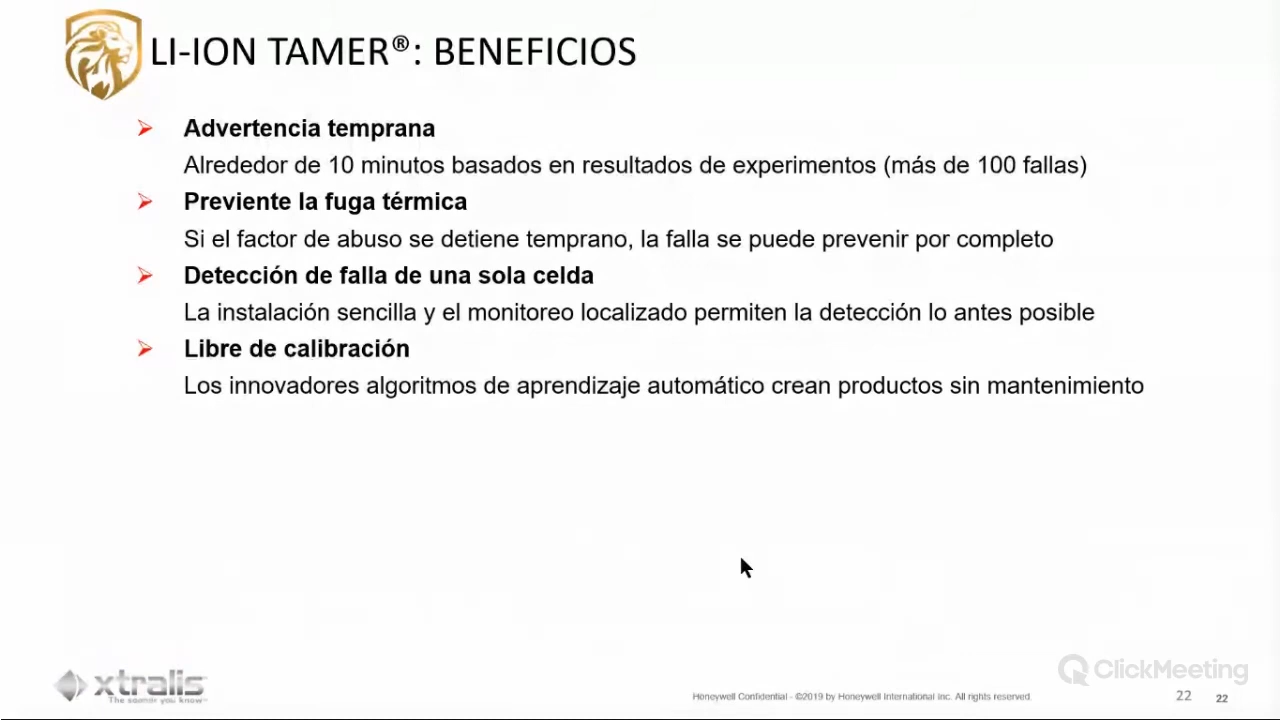 LI-ION TAMER®: BENEFICIOS
➢ Advertencia temprana
Alrededor de 10 minutos basados en resultados de experimentos (más de 100 fallas)
➢ Previente la fuga térmica
Si el factor de abuso se detiene temprano, la falla se puede prevenir por completo
➢ Detección de falla de una sola celda
La instalación sencilla y el monitoreo localizado permiten la detección lo antes posible
➢ Libre de calibración
Los innovadores algoritmos de aprendizaje automático crean productos sin mantenimiento
xtralis
The sooner you know™
Honeywell Confidential - ©2019 by Honeywell International Inc. All rights reserved.
ClickMeeting
22
22